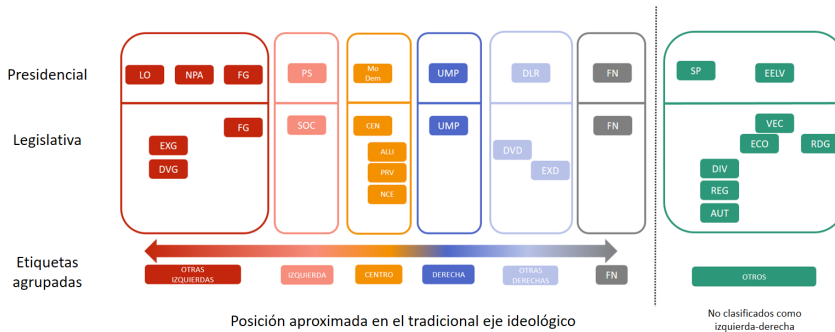 Presidencial
LO NPA FG PS Mo Dem UMP DLR FN SP EELV
Legislativa
FG SOC CEN UMP FN VEC
EXG ALLI DVD ECO RDG
DVG PRV EXD DIV
NCE REG
AUT
Etiquetas
agrupadas
OTRAS
IZQUIERDAS
IZQUIERDA
CENTRO
DERECHA
OTRAS
DERECHAS
FN
OTROS
Posición aproximada en el tradicional eje ideológico
No clasificados como
izquierda-derecha